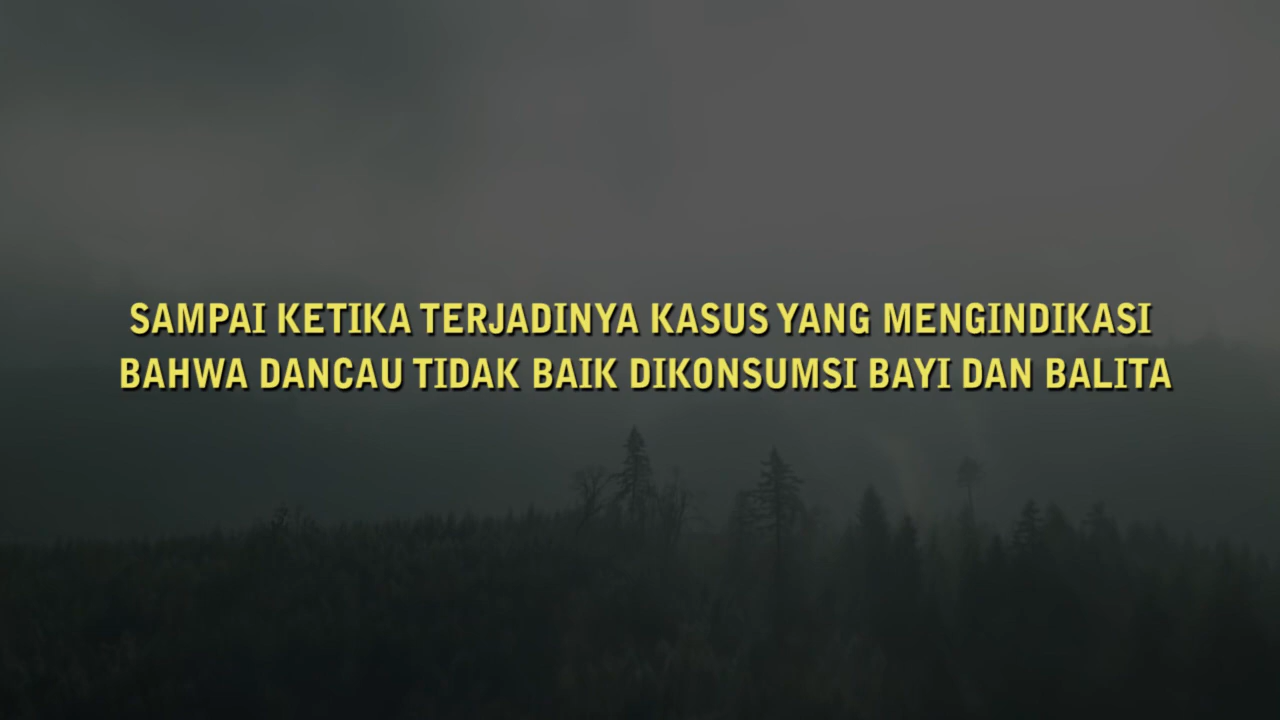 SAMPAI KETIKA TERJADINYA KASUS YANG MENGINDIKASI
BAHWA DANCAU TIDAK BAIK DIKONSUMSI BAYI DAN BALITA